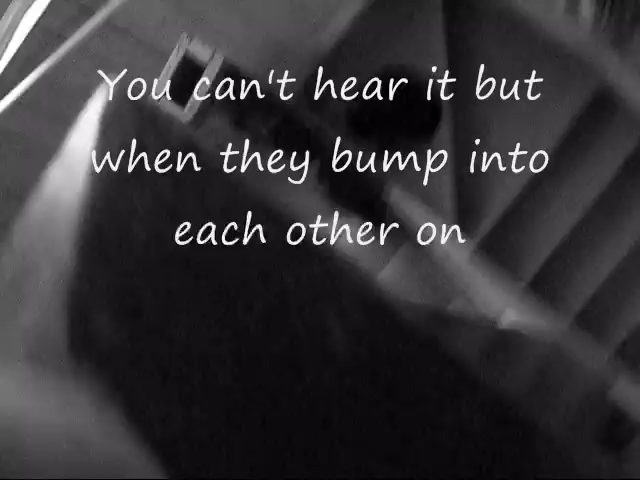 You can't hear it but
when they bump into
each other on